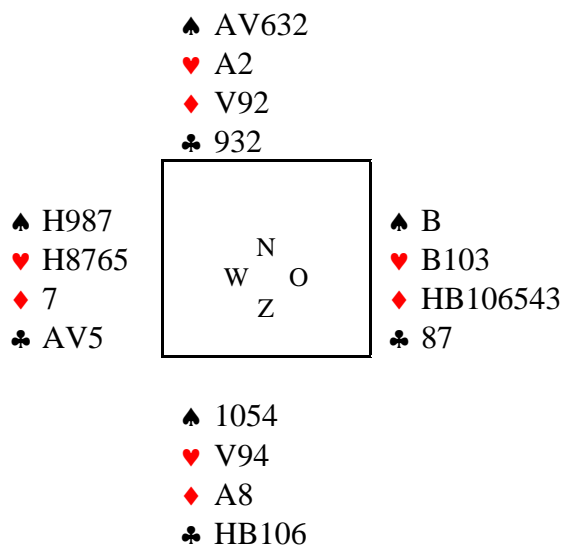 ♠ AV632
♥ A2
♦ V92
♣ 932
♠ H987
♥ H8765
♦ 7
♣ AV5
N
W O
Z
♠ B
♥ B103
♦ HB106543
♣ 87
♠ 1054
♥ V94
♦ A8
♣ HB106